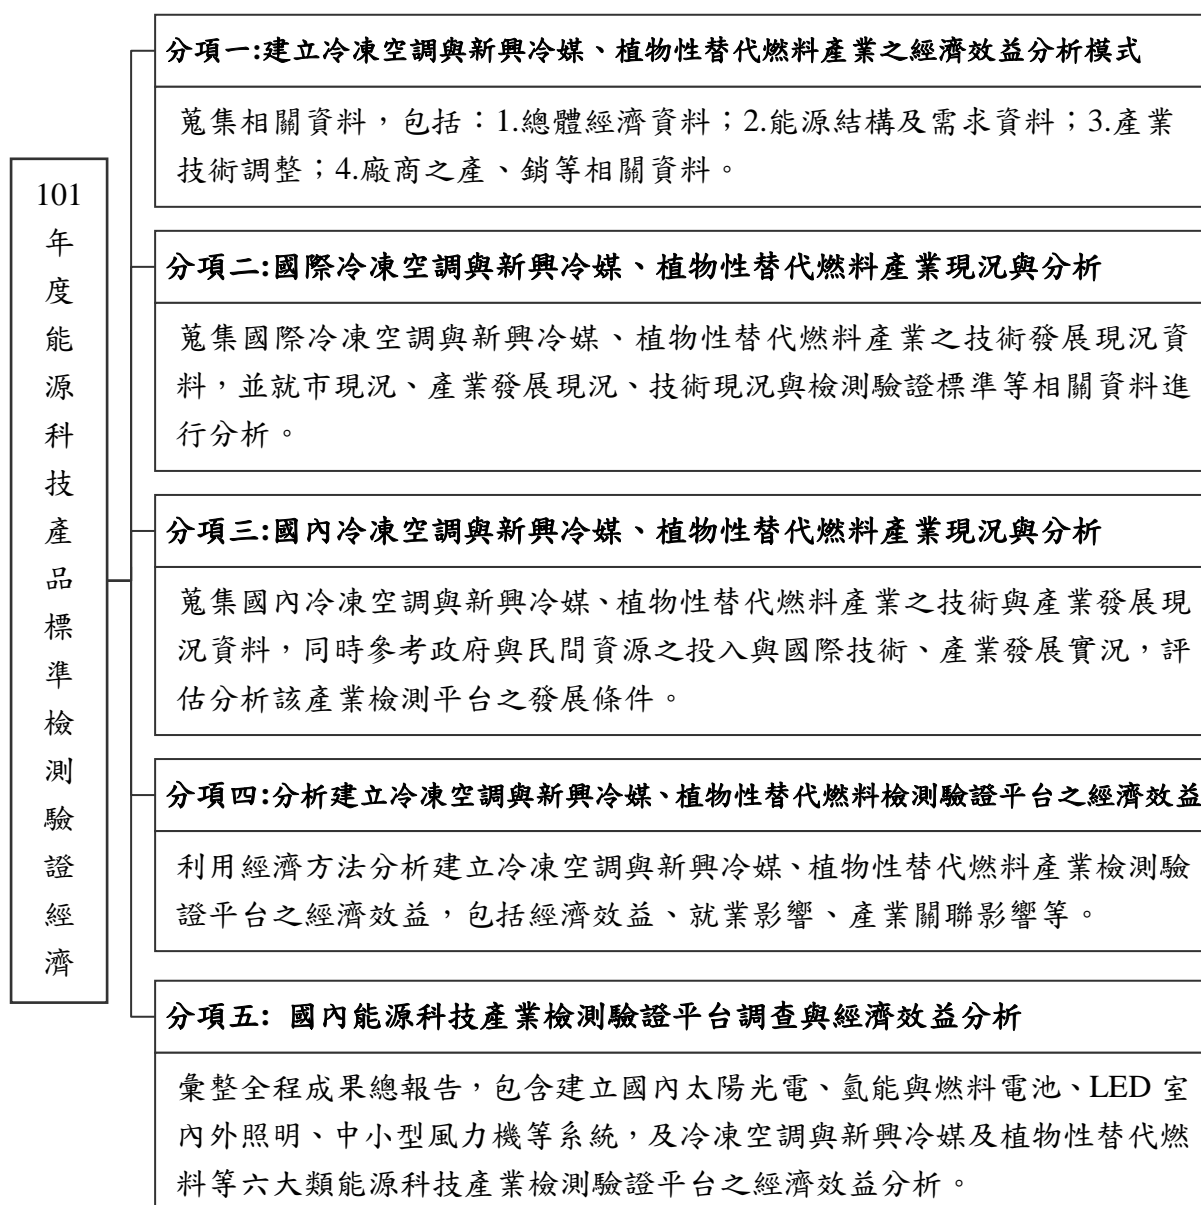 101
年
度
能
源
科
技
產
品
標
準
檢
測
驗
證
經
濟
分項一:建立冷凍空調與新興冷媒、植物性替代燃料產業之經濟效益分析模式
蒐集相關資料，包括：1.總體經濟資料；2.能源結構及需求資料；3.產業
技術調整；4.廠商之產、銷等相關資料。
分項二:國際冷凍空調與新興冷媒、植物性替代燃料產業現況與分析
蒐集國際冷凍空調與新興冷媒、植物性替代燃料產業之技術發展現況資
料，並就市現況、產業發展現況、技術現況與檢測驗證標準等相關資料進
行分析。
分項三:國內冷凍空調與新興冷媒、植物性替代燃料產業現況與分析
蒐集國內冷凍空調與新興冷媒、植物性替代燃料產業之技術與產業發展現
況資料，同時參考政府與民間資源之投入與國際技術、產業發展實況，評
估分析該產業檢測平台之發展條件。
分項四:分析建立冷凍空調與新興冷媒、植物性替代燃料檢測驗證平台之經濟效益
利用經濟方法分析建立冷凍空調與新興冷媒、植物性替代燃料產業檢測驗
證平台之經濟效益，包括經濟效益、就業影響、產業關聯影響等。
分項五: 國內能源科技產業檢測驗證平台調查與經濟效益分析
彙整全程成果總報告，包含建立國內太陽光電、氫能與燃料電池、LED 室
內外照明、中小型風力機等系統，及冷凍空調與新興冷媒及植物性替代燃
料等六大類能源科技產業檢測驗證平台之經濟效益分析。